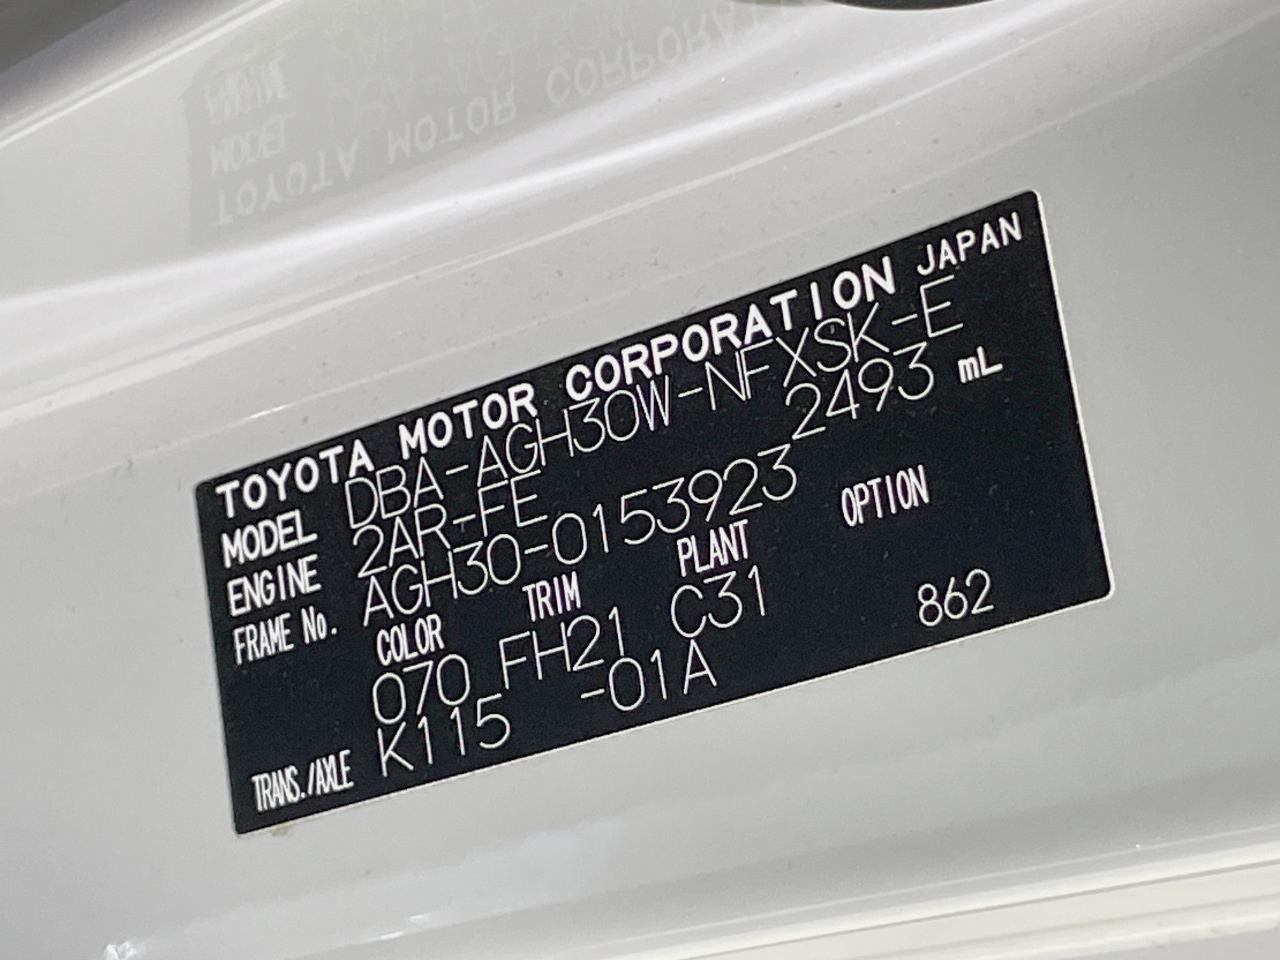 TOYOTA MOTOR CORPORATION JAPAN
MODEL DBA-AGH30W-NFXSK-E
ENGINE 2AR-FE 2493 mL
FRAME No. AGH30-0153923
COLOR TRIM PLANT OPTION
070 FH21 C31 862
TRANS./AXLE K115 -01A